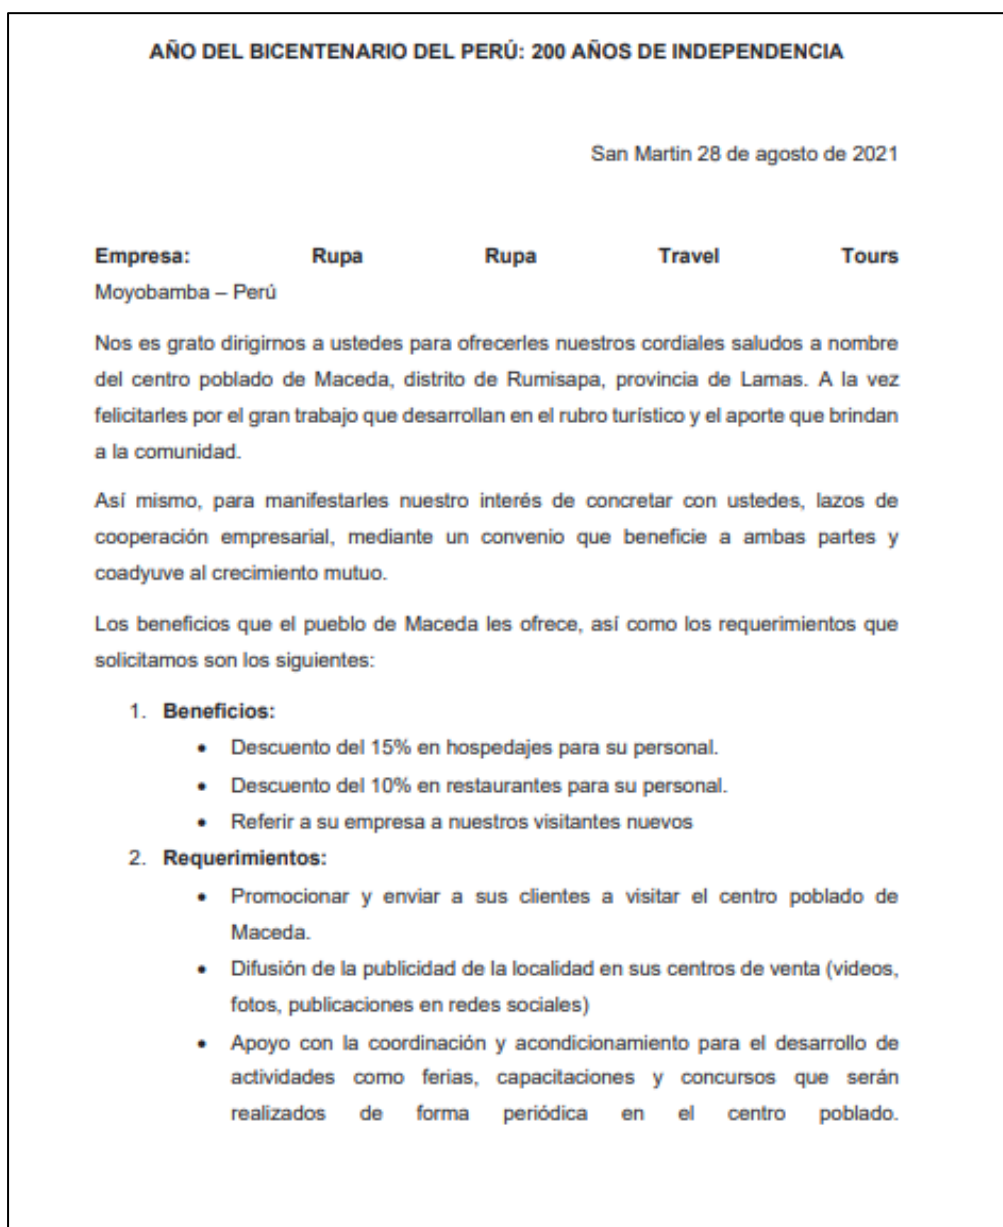 AÑO DEL BICENTENARIO DEL PERÚ: 200 AÑOS DE INDEPENDENCIA
San Martin 28 de agosto de 2021
Empresa: Rupa Rupa Travel Tours
Moyobamba – Perú
Nos es grato dirigirnos a ustedes para ofrecerles nuestros cordiales saludos a nombre
del centro poblado de Maceda, distrito de Rumisapa, provincia de Lamas. A la vez
felicitarles por el gran trabajo que desarrollan en el rubro turístico y el aporte que brindan
a la comunidad.
Así mismo, para manifestarles nuestro interés de concretar con ustedes, lazos de
cooperación empresarial, mediante un convenio que beneficie a ambas partes y
coadyuve al crecimiento mutuo.
Los beneficios que el pueblo de Maceda les ofrece, así como los requerimientos que
solicitamos son los siguientes:
1. Beneficios:
• Descuento del 15% en hospedajes para su personal.
• Descuento del 10% en restaurantes para su personal.
• Referir a su empresa a nuestros visitantes nuevos
2. Requerimientos:
• Promocionar y enviar a sus clientes a visitar el centro poblado de
Maceda.
• Difusión de la publicidad de la localidad en sus centros de venta (videos,
fotos, publicaciones en redes sociales)
• Apoyo con la coordinación y acondicionamiento para el desarrollo de
actividades como ferias, capacitaciones y concursos que serán
realizados de forma periódica en el centro poblado.